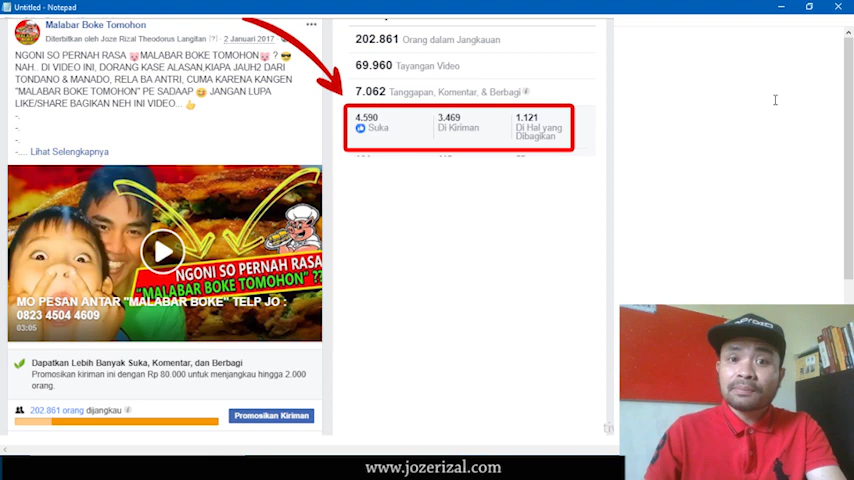 Untitled - Notepad
Malabar Boke Tomohon
Diterbitkan oleh Joze Rizal Theodorus Langitan [?] · 2 Januari 2017 ·
NGONI SO PERNAH RASA 🐷MALABAR BOKE TOMOHON🐷 ? 😎
NAH.. DI VIDEO INI, DORANG KASE ALASAN,KIAPA JAUH2 DARI
TONDANO & MANADO, RELA BA ANTRI, CUMA KARENA KANGEN
"MALABAR BOKE TOMOHON" PE SADAAP 😋 JANGAN LUPA
LIKE/SHARE BAGIKAN NEH INI VIDEO... 👍
-.
-.
-.
-.... Lihat Selengkapnya
NGONI SO PERNAH RASA
"MALABAR BOKE TOMOHON" ??
MO PESAN ANTAR "MALABAR BOKE" TELP JO :
0823 4504 4609
03:05
Dapatkan Lebih Banyak Suka, Komentar, dan Berbagi
Promosikan kiriman ini dengan Rp 80.000 untuk menjangkau hingga 2.000
orang.
202.861 orang dijangkau
Promosikan Kiriman
202.861 Orang dalam Jangkauan
69.960 Tayangan Video
7.062 Tanggapan, Komentar, & Berbagi
4.590
Suka
3.469
Di Kiriman
1.121
Di Hal yang
Dibagikan
www.jozerizal.com